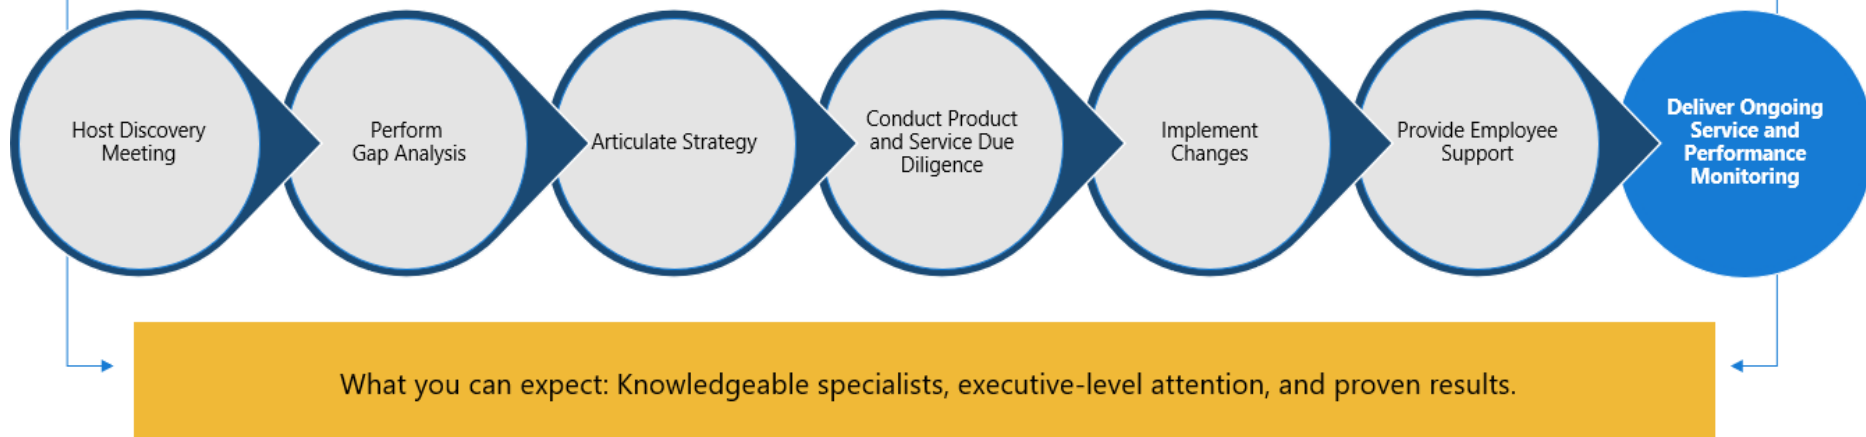 Host Discovery
Meeting
Perform
Gap Analysis
Articulate Strategy
Conduct Product
and Service Due
Diligence
Implement
Changes
Provide Employee
Support
Deliver Ongoing
Service and
Performance
Monitoring
What you can expect: Knowledgeable specialists, executive-level attention, and proven results.